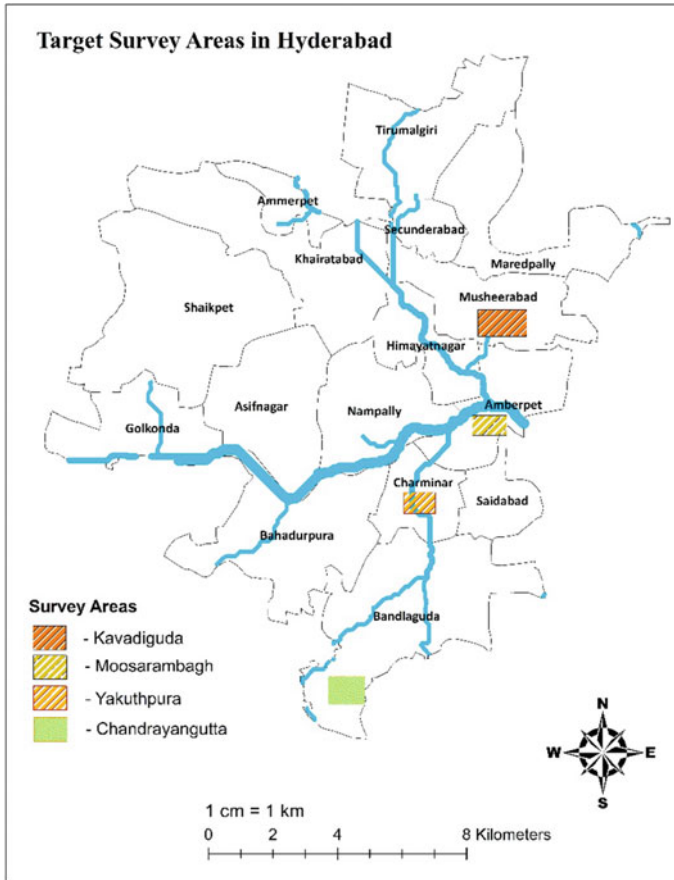 Target Survey Areas in Hyderabad
Tirumalgiri
Ammerpet
Secunderabad
Khairatabad
Maredpally
Musheerabad
Shaikpet
Himayatnagar
Asifnagar
Nampally
Amberpet
Golkonda
Charminar
Saidabad
Bahadurpura
Bandlaguda
Survey Areas
- Kavadiguda
- Moosarambagh
- Yakuthpura
- Chandrayangutta
N
W E
S
1 cm = 1 km
0 2 4 8 Kilometers